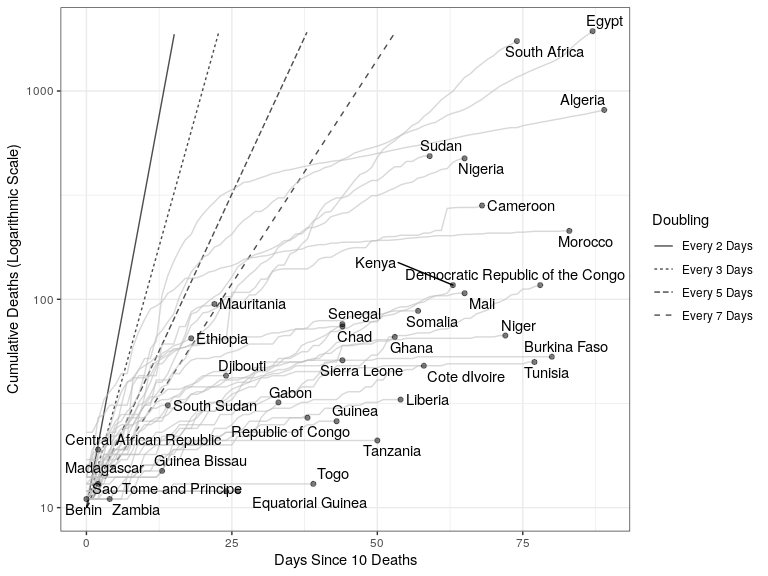 Egypt
South Africa
Algeria
1000
Sudan
Nigeria
Cameroon
Morocco
Kenya
Democratic Republic of the Congo
100
Mauritania
Mali
Senegal
Somalia
Chad
Niger
Ethiopia
Ghana
Burkina Faso
Djibouti
Sierra Leone
Cote dIvoire
Tunisia
Gabon
South Sudan
Liberia
Guinea
Republic of Congo
Central African Republic
Tanzania
Guinea Bissau
Madagascar
Togo
Sao Tome and Principe
Equatorial Guinea
10
Benin
Zambia
0
25
50
75
Days Since 10 Deaths
Cumulative Deaths (Logarithmic Scale)
Doubling
Every 2 Days
Every 3 Days
Every 5 Days
Every 7 Days